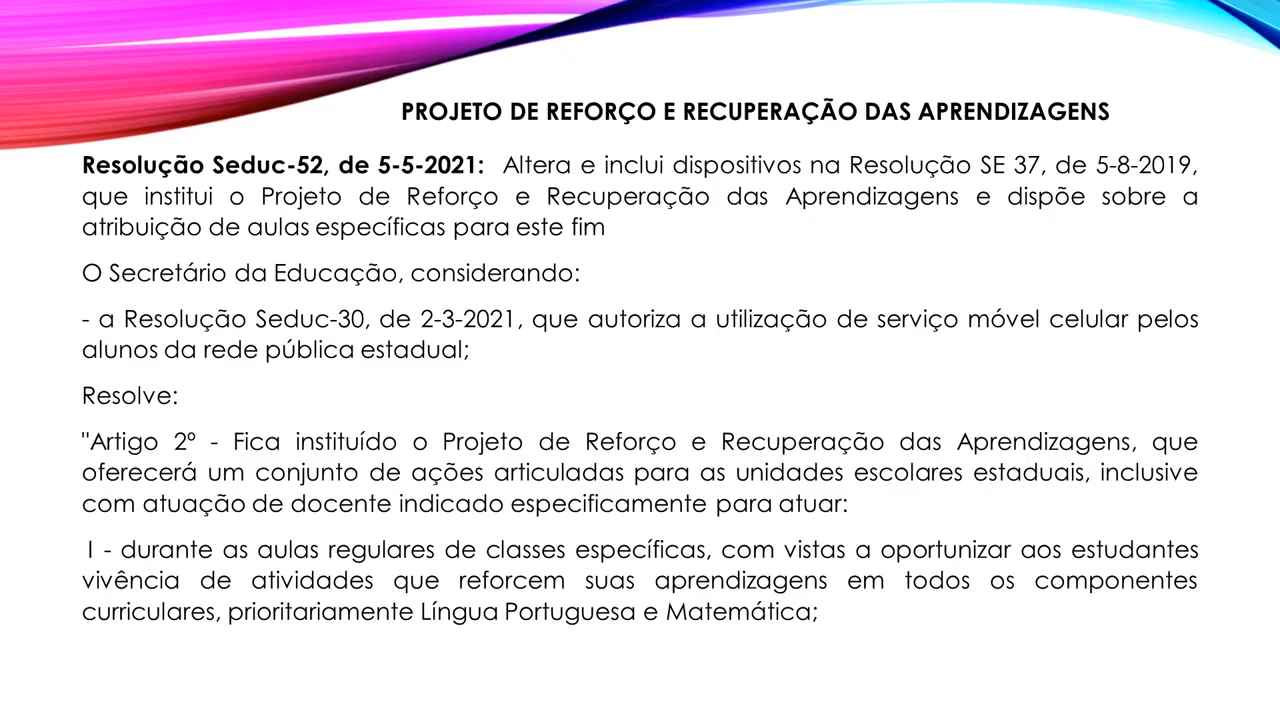 PROJETO DE REFORÇO E RECUPERAÇÃO DAS APRENDIZAGENS
Resolução Seduc-52, de 5-5-2021: Altera e inclui dispositivos na Resolução SE 37, de 5-8-2019,
que institui o Projeto de Reforço e Recuperação das Aprendizagens e dispõe sobre a
atribuição de aulas específicas para este fim
O Secretário da Educação, considerando:
- a Resolução Seduc-30, de 2-3-2021, que autoriza a utilização de serviço móvel celular pelos
alunos da rede pública estadual;
Resolve:
"Artigo 2º - Fica instituído o Projeto de Reforço e Recuperação das Aprendizagens, que
oferecerá um conjunto de ações articuladas para as unidades escolares estaduais, inclusive
com atuação de docente indicado especificamente para atuar:
I - durante as aulas regulares de classes específicas, com vistas a oportunizar aos estudantes
vivência de atividades que reforcem suas aprendizagens em todos os componentes
curriculares, prioritariamente Língua Portuguesa e Matemática;